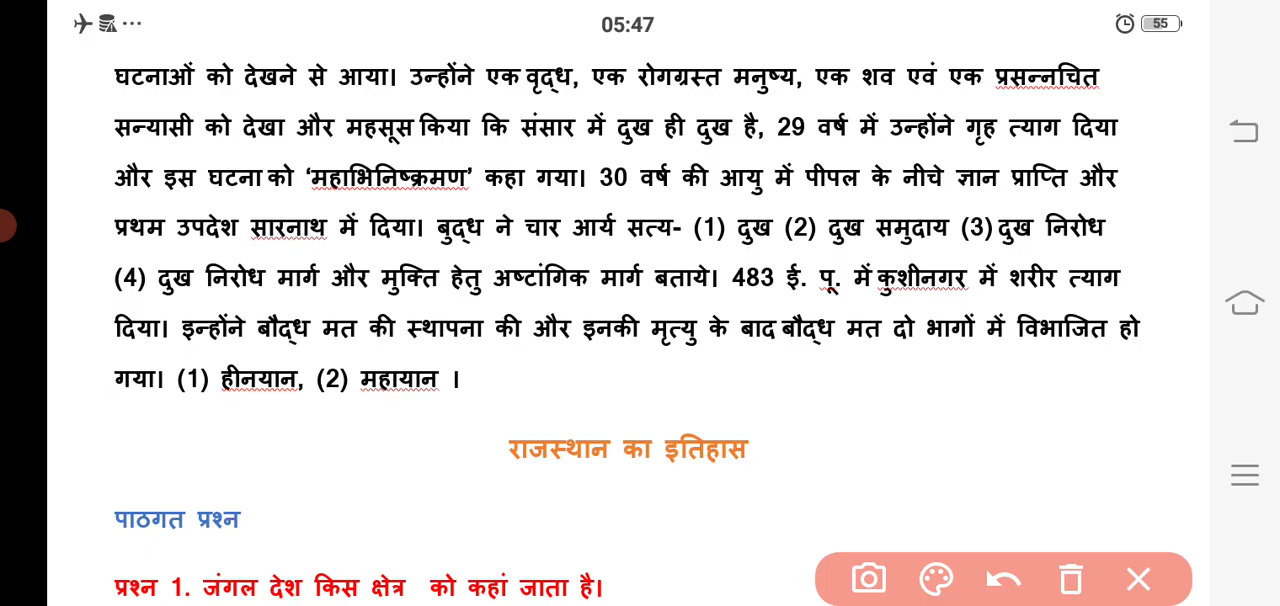 05:47
55
घटनाओं को देखने से आया। उन्होंने एक वृद्ध, एक रोगग्रस्त मनुष्य, एक शव एवं एक प्रसन्नचित
सन्यासी को देखा और महसूस किया कि संसार में दुख ही दुख है, 29 वर्ष में उन्होंने गृह त्याग दिया
और इस घटना को ‘महाभिनिष्क्रमण’ कहा गया। 30 वर्ष की आयु में पीपल के नीचे ज्ञान प्राप्ति और
प्रथम उपदेश सारनाथ में दिया। बुद्ध ने चार आर्य सत्य- (1) दुख (2) दुख समुदाय (3) दुख निरोध
(4) दुख निरोध मार्ग और मुक्ति हेतु अष्टांगिक मार्ग बताये। 483 ई. पू. में कुशीनगर में शरीर त्याग
दिया। इन्होंने बौद्ध मत की स्थापना की और इनकी मृत्यु के बाद बौद्ध मत दो भागों में विभाजित हो
गया। (1) हीनयान, (2) महायान ।
राजस्थान का इतिहास
पाठगत प्रश्न
प्रश्न 1. जंगल देश किस क्षेत्र को कहां जाता है।